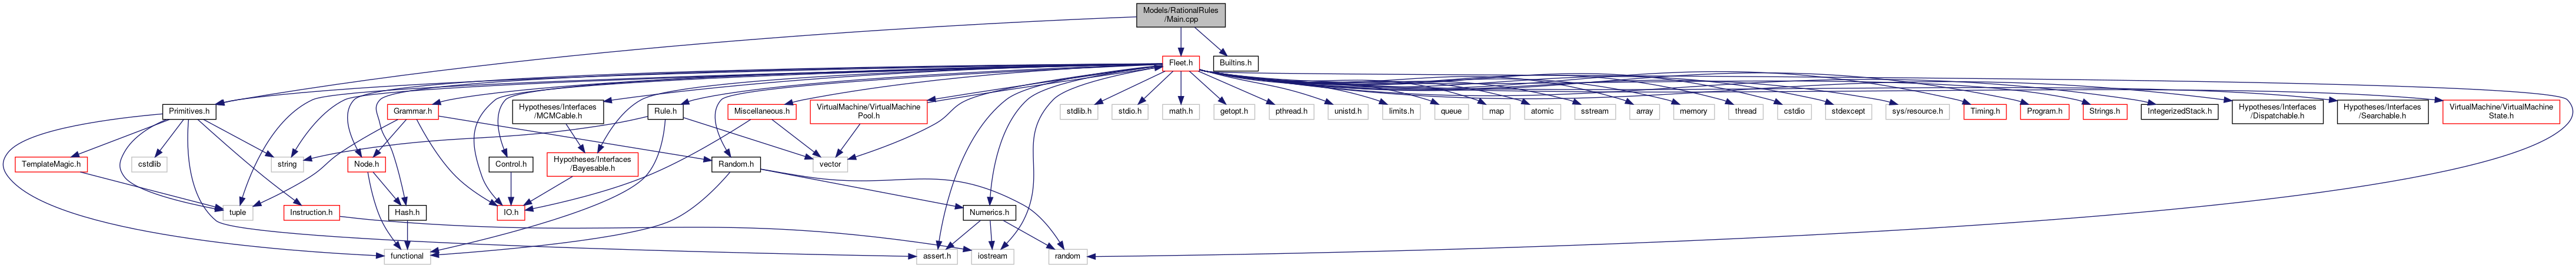 Models/RationalRules
/Main.cpp
Fleet.h
Builtins.h
Primitives.h
Grammar.h
Hypotheses/Interfaces
/MCMCable.h
Rule.h
Miscellaneous.h
VirtualMachine/VirtualMachine
Pool.h
stdlib.h
stdio.h
math.h
getopt.h
pthread.h
unistd.h
limits.h
queue
map
atomic
sstream
array
memory
thread
cstdio
stdexcept
sys/resource.h
Timing.h
Program.h
Strings.h
IntegerizedStack.h
Hypotheses/Interfaces
/Dispatchable.h
Hypotheses/Interfaces
/Searchable.h
VirtualMachine/VirtualMachine
State.h
TemplateMagic.h
cstdlib
string
Node.h
Control.h
Hypotheses/Interfaces
/Bayesable.h
Random.h
vector
tuple
Instruction.h
Hash.h
IO.h
Numerics.h
functional
assert.h
iostream
random